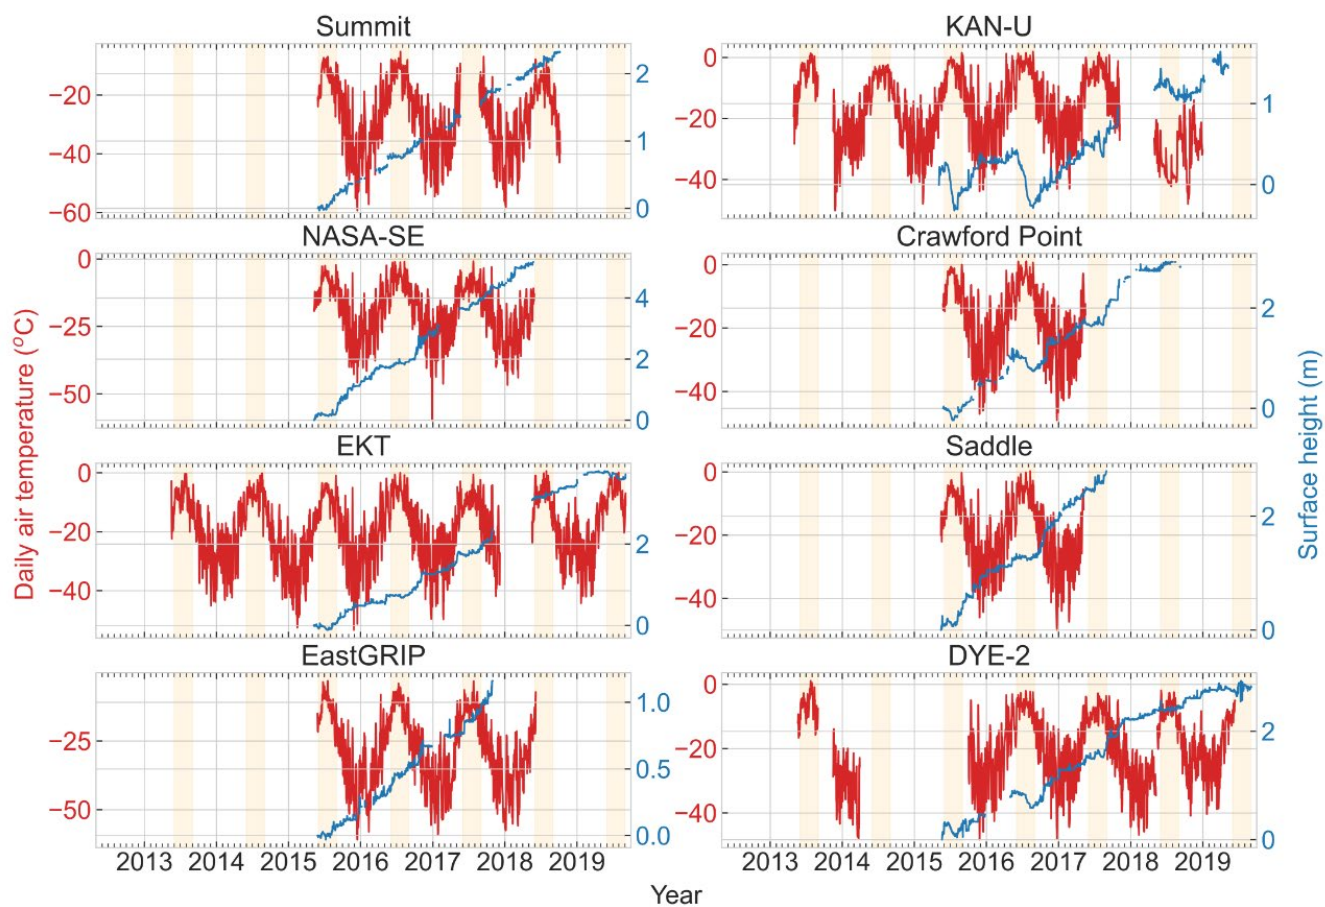 Summit KAN-U
0 2
−20
−20 1
1
−40 0
−40
−60 0
NASA-SE Crawford Point
0 0
4 2
−25 −20
2
−50 −40 0
0
EKT Saddle
0 0
2
−20 2 −20
−40 −40
0 0
EastGRIP DYE-2
1.0 0
−25 2
0.5 −20
−50 −40
0.0 0
2013 2014 2015 2016 2017 2018 2019 2013 2014 2015 2016 2017 2018 2019
Year
Daily air temperature (°C)
Surface height (m)